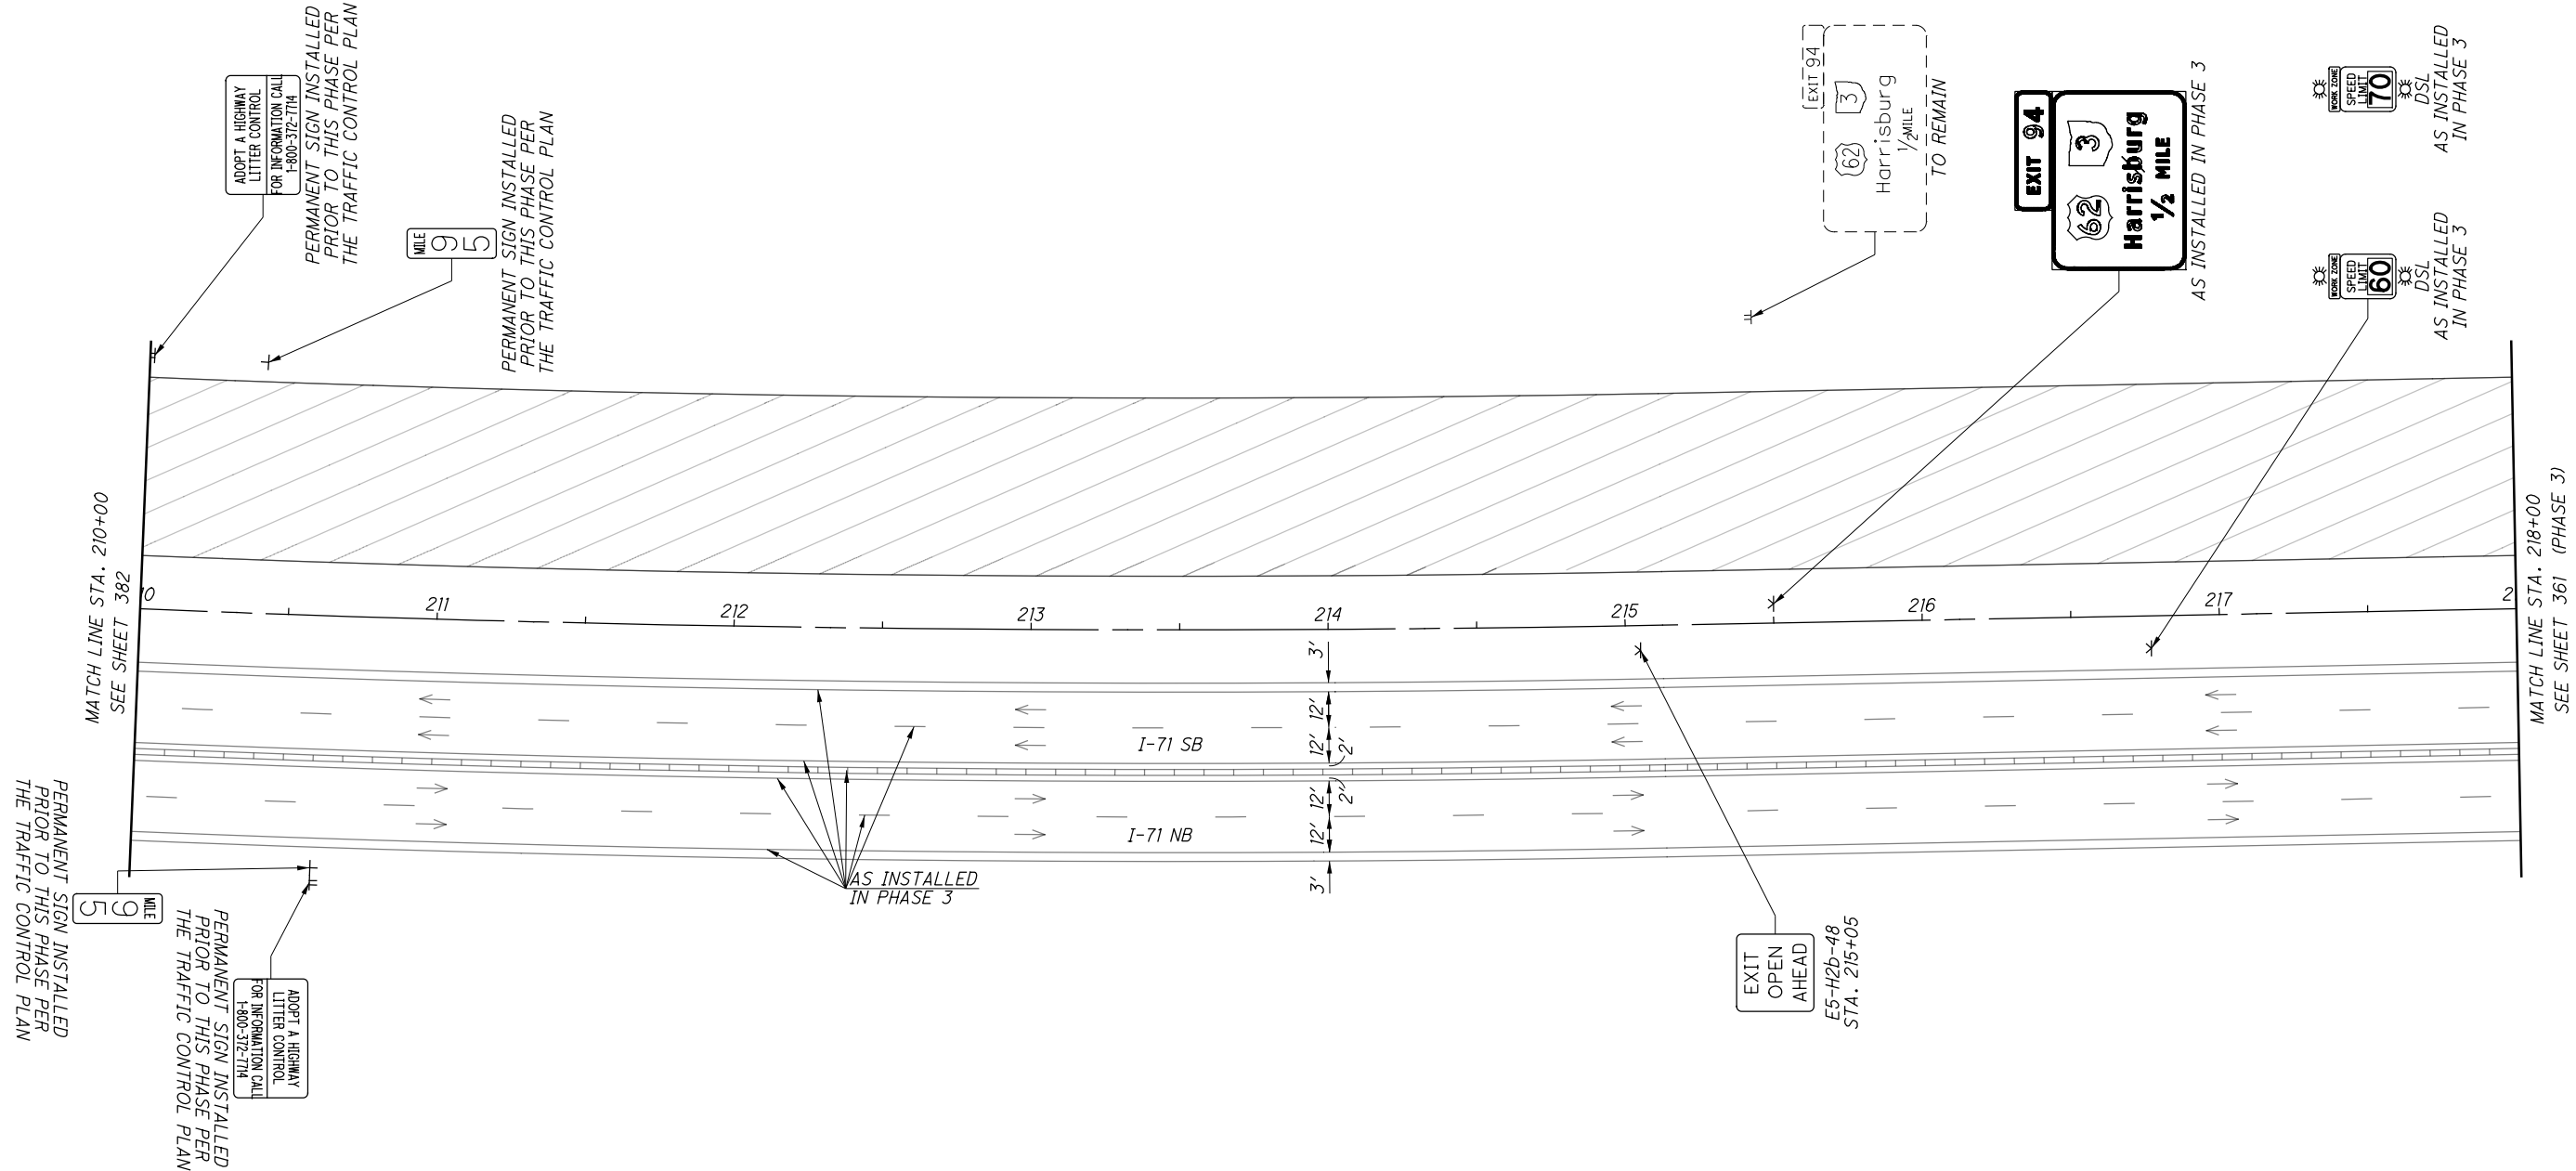 ADOPT A HIGHWAY
LITTER CONTROL
FOR INFORMATION CALL
1-800-372-7714
PERMANENT SIGN INSTALLED
PRIOR TO THIS PHASE PER
THE TRAFFIC CONTROL PLAN
MILE
9
5
PERMANENT SIGN INSTALLED
PRIOR TO THIS PHASE PER
THE TRAFFIC CONTROL PLAN
EXIT 94
62 3
Harrisburg
1/2 MILE
TO REMAIN
EXIT 94
62 3
Harrisburg
1/2 MILE
AS INSTALLED IN PHASE 3
WORK ZONE
SPEED
LIMIT
70
DSL
AS INSTALLED
IN PHASE 3
WORK ZONE
SPEED
LIMIT
60
DSL
AS INSTALLED
IN PHASE 3
MATCH LINE STA. 210+00
SEE SHEET 382
10 211 212 213 214 215 216 217 2
3'
12'
12'
2'
I-71 SB
2'
12'
12'
3'
I-71 NB
AS INSTALLED
IN PHASE 3
MATCH LINE STA. 218+00
SEE SHEET 361 (PHASE 3)
MILE
9
5
PERMANENT SIGN INSTALLED
PRIOR TO THIS PHASE PER
THE TRAFFIC CONTROL PLAN
ADOPT A HIGHWAY
LITTER CONTROL
FOR INFORMATION CALL
1-800-372-7714
PERMANENT SIGN INSTALLED
PRIOR TO THIS PHASE PER
THE TRAFFIC CONTROL PLAN
EXIT
OPEN
AHEAD
E5-H2b-48
STA. 215+05